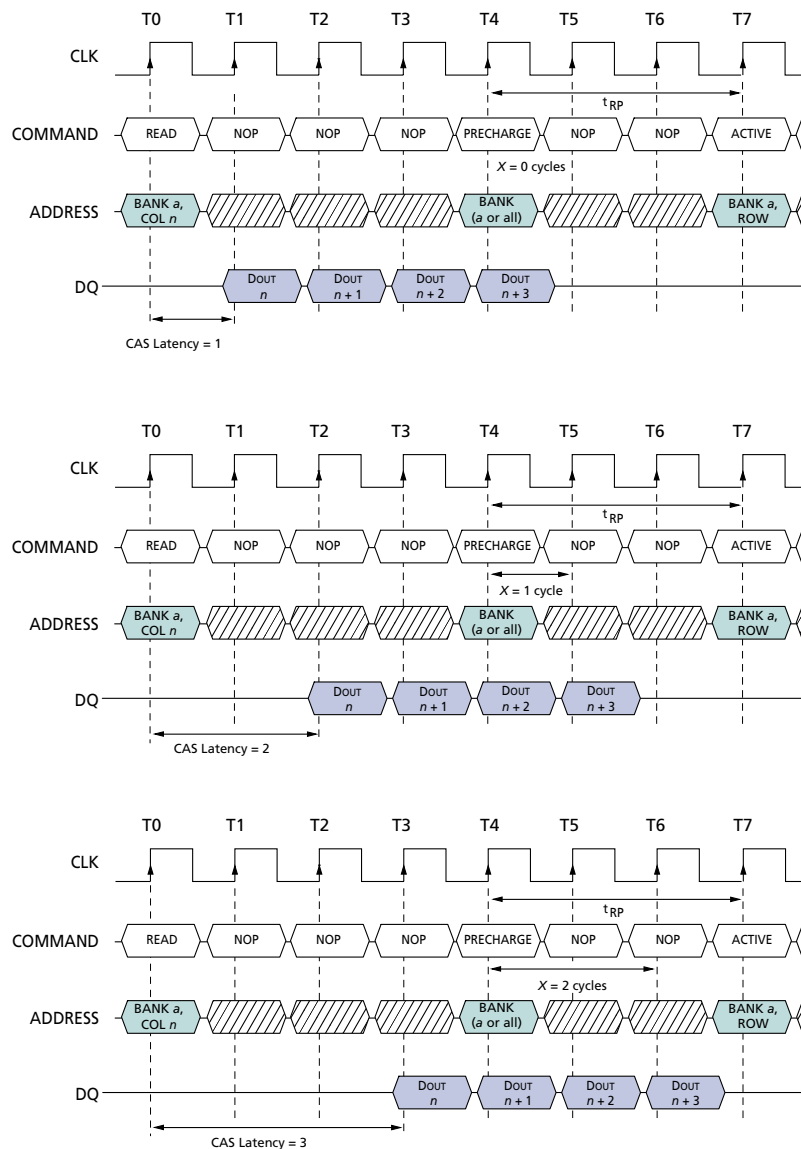 T0 T1 T2 T3 T4 T5 T6 T7
CLK
tRP
COMMAND READ NOP NOP NOP PRECHARGE NOP NOP ACTIVE
X = 0 cycles
ADDRESS BANK a, COL n BANK (a or all) BANK a, ROW
DQ DOUT n DOUT n + 1 DOUT n + 2 DOUT n + 3
CAS Latency = 1
T0 T1 T2 T3 T4 T5 T6 T7
CLK
tRP
COMMAND READ NOP NOP NOP PRECHARGE NOP NOP ACTIVE
X = 1 cycle
ADDRESS BANK a, COL n BANK (a or all) BANK a, ROW
DQ DOUT n DOUT n + 1 DOUT n + 2 DOUT n + 3
CAS Latency = 2
T0 T1 T2 T3 T4 T5 T6 T7
CLK
tRP
COMMAND READ NOP NOP NOP PRECHARGE NOP NOP ACTIVE
X = 2 cycles
ADDRESS BANK a, COL n BANK (a or all) BANK a, ROW
DQ DOUT n DOUT n + 1 DOUT n + 2 DOUT n + 3
CAS Latency = 3